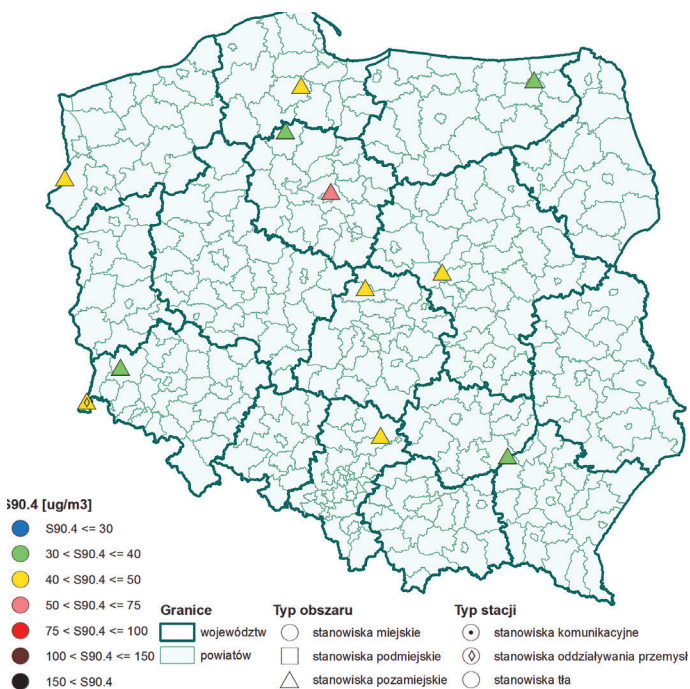 S90.4 [ug/m3]
S90.4 <= 30
30 < S90.4 <= 40
40 < S90.4 <= 50
50 < S90.4 <= 75
75 < S90.4 <= 100
100 < S90.4 <= 150
150 < S90.4
Granice
województw
powiatów
Typ obszaru
stanowiska miejskie
stanowiska podmiejskie
stanowiska pozamiejskie
Typ stacji
stanowiska komunikacyjne
stanowiska oddziaływania przemysł
stanowiska tła